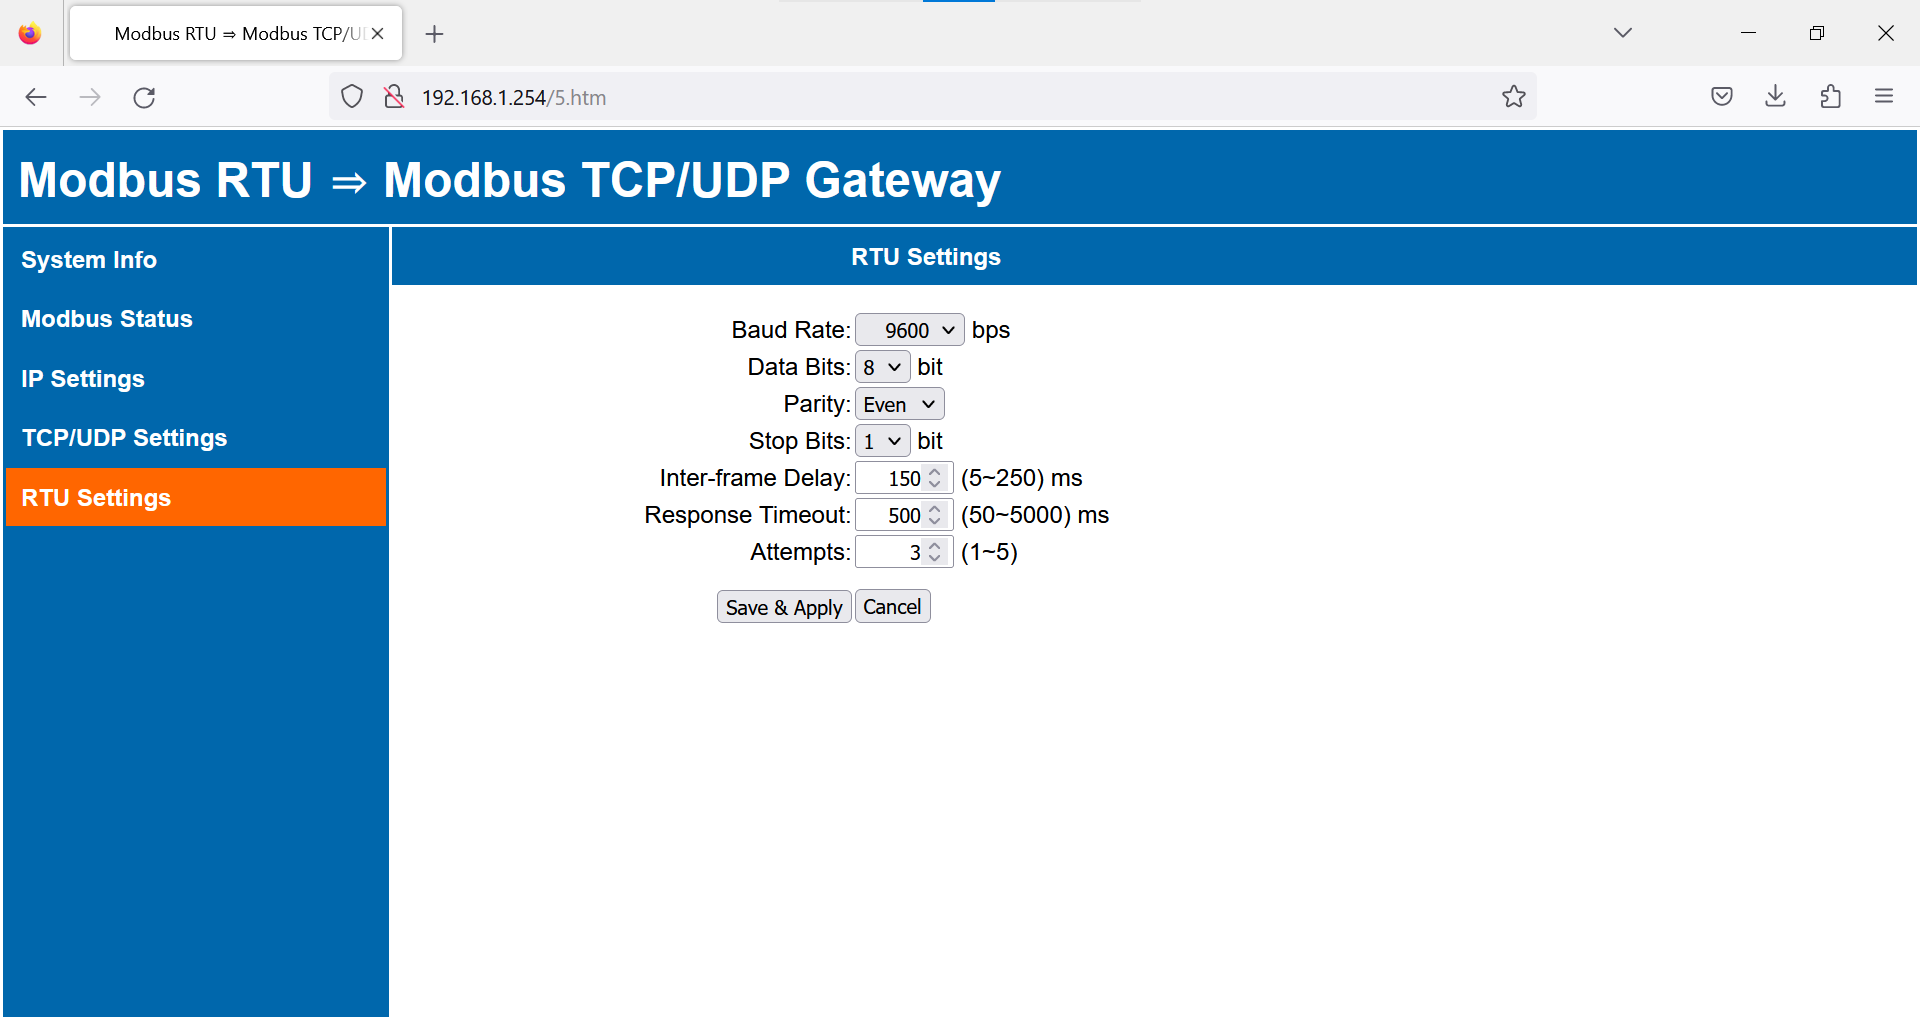 Modbus RTU ⇒ Modbus TCP/U
192.168.1.254/5.htm
Modbus RTU ⇒ Modbus TCP/UDP Gateway
System Info
Modbus Status
IP Settings
TCP/UDP Settings
RTU Settings
RTU Settings
Baud Rate: 9600 bps
Data Bits: 8 bit
Parity: Even
Stop Bits: 1 bit
Inter-frame Delay: 150 (5~250) ms
Response Timeout: 500 (50~5000) ms
Attempts: 3 (1~5)
Save & Apply Cancel